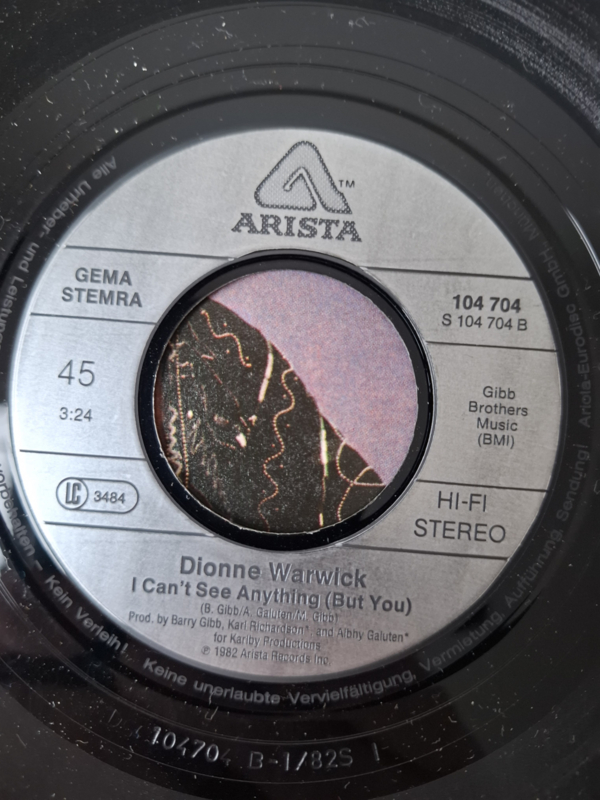 ™
ARISTA
GEMA
STEMRA
104 704
S 104 704 B
45
3:24
Gibb
Brothers
Music
(BMI)
LC 3484
HI-FI
STEREO
Dionne Warwick
I Can't See Anything (But You)
(B. Gibb/A. Galuten/M. Gibb)
Prod. by Barry Gibb, Karl Richardson* and Albhy Galuten*
for Karlby Productions
℗ 1982 Arista Records Inc.
Alle Urheber- und Leistungs
vorbehalten – Kein Verleih! Keine unerlaubte Vervielfältigung, Vermietung, Aufführung, Sendung! Ariola-Eurodisc GmbH,
104704 B-1/82S